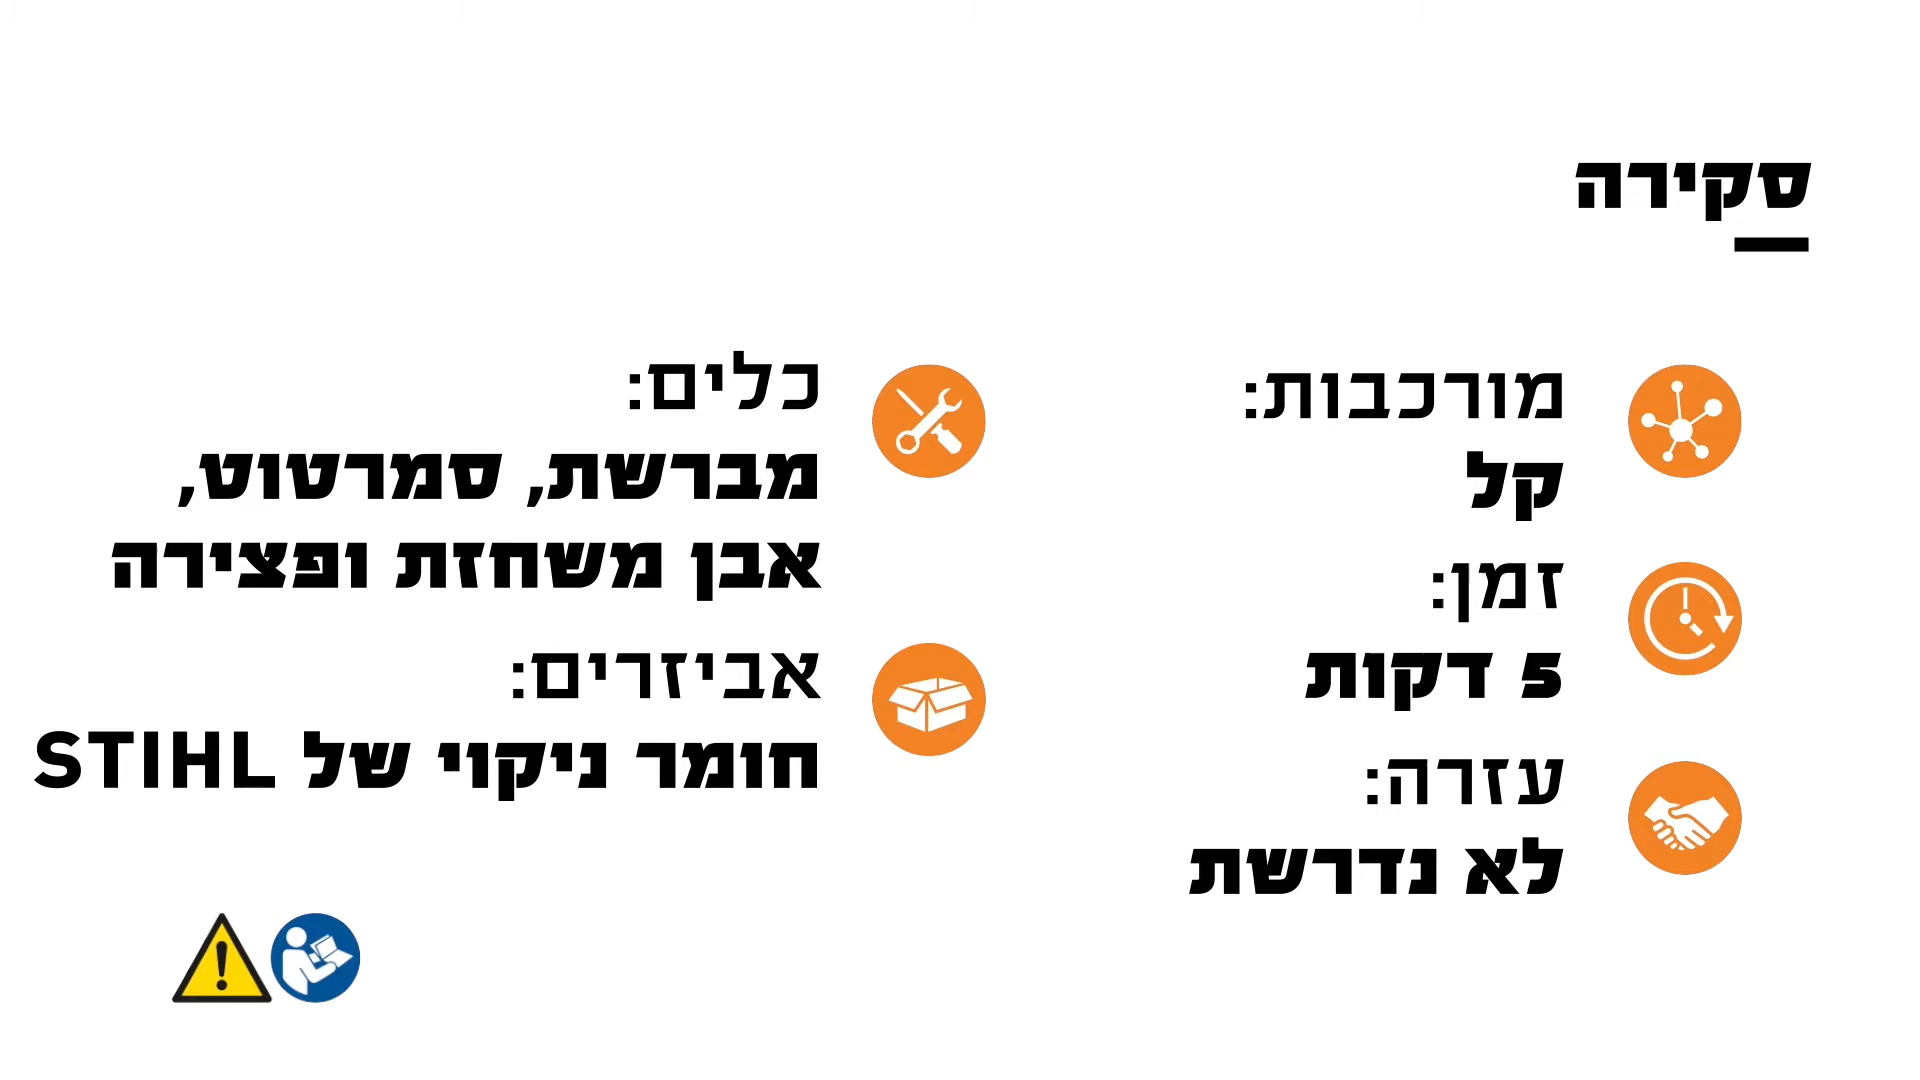 סקירה
מורכבות:
קל
זמן:
5 דקות
עזרה:
לא נדרשת
כלים:
מברשת, סמרטוט,
אבן משחזת ופצירה
אביזרים:
חומר ניקוי של STIHL